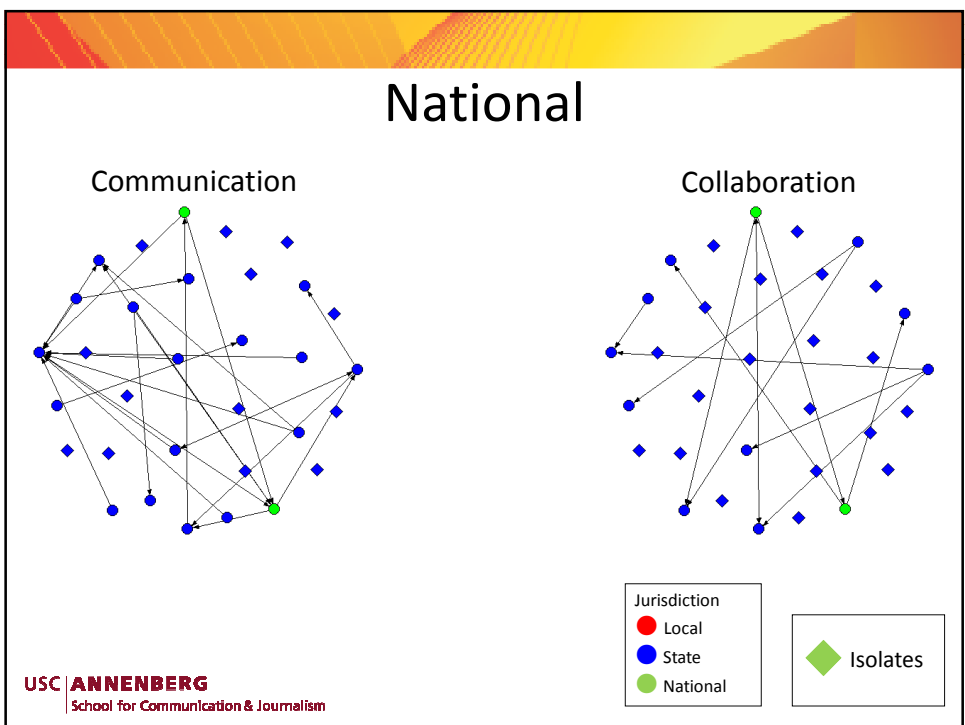 National
Communication
Collaboration
Jurisdiction
Local
State
National
Isolates
USC ANNENBERG
School for Communication & Journalism